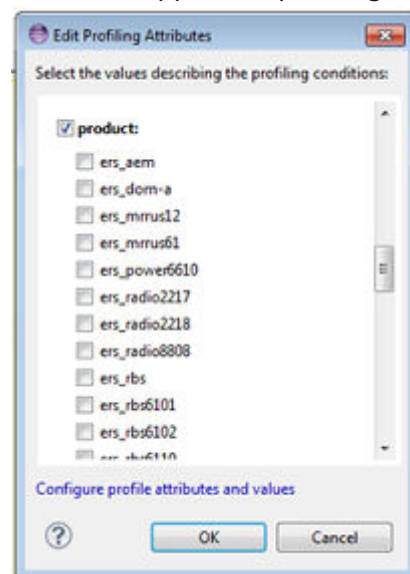 Edit Profiling Attributes
Select the values describing the profiling conditions:
product:
ers_aem
ers_dom-a
ers_mrrus12
ers_mrrus61
ers_power6610
ers_radio2217
ers_radio2218
ers_radio8808
ers_rbs
ers_rbs6101
ers_rbs6102
ers_rbs6110
Configure profile attributes and values
?
OK
Cancel